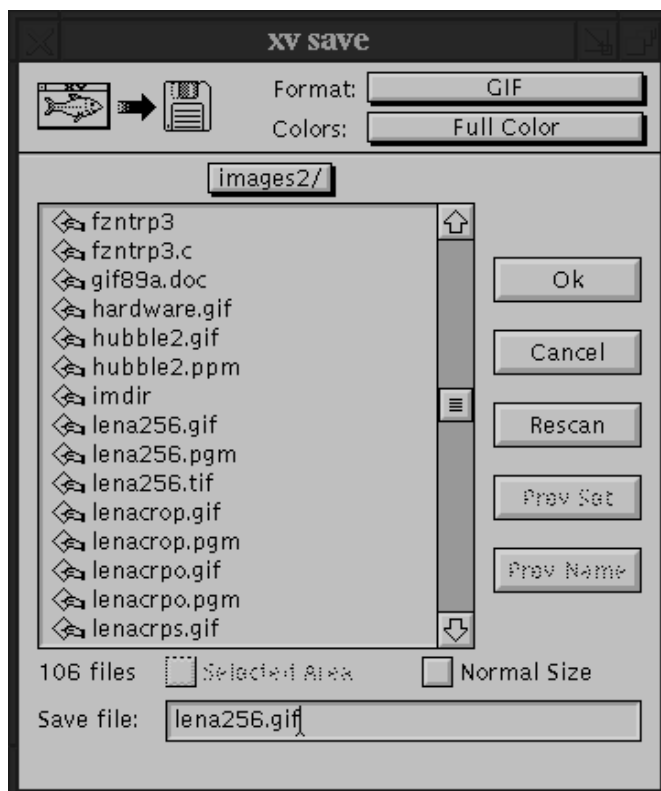 xv save
Format: GIF
Colors: Full Color
images2/
fzntrp3
fzntrp3.c
gif89a.doc
hardware.gif
hubble2.gif
hubble2.ppm
imdir
lena256.gif
lena256.pgm
lena256.tif
lenacrop.gif
lenacrop.pgm
lenacrpo.gif
lenacrpo.pgm
lenacrps.gif
Ok
Cancel
Rescan
Prev Set
Prev Name
106 files Selected Area Normal Size
Save file: lena256.gif